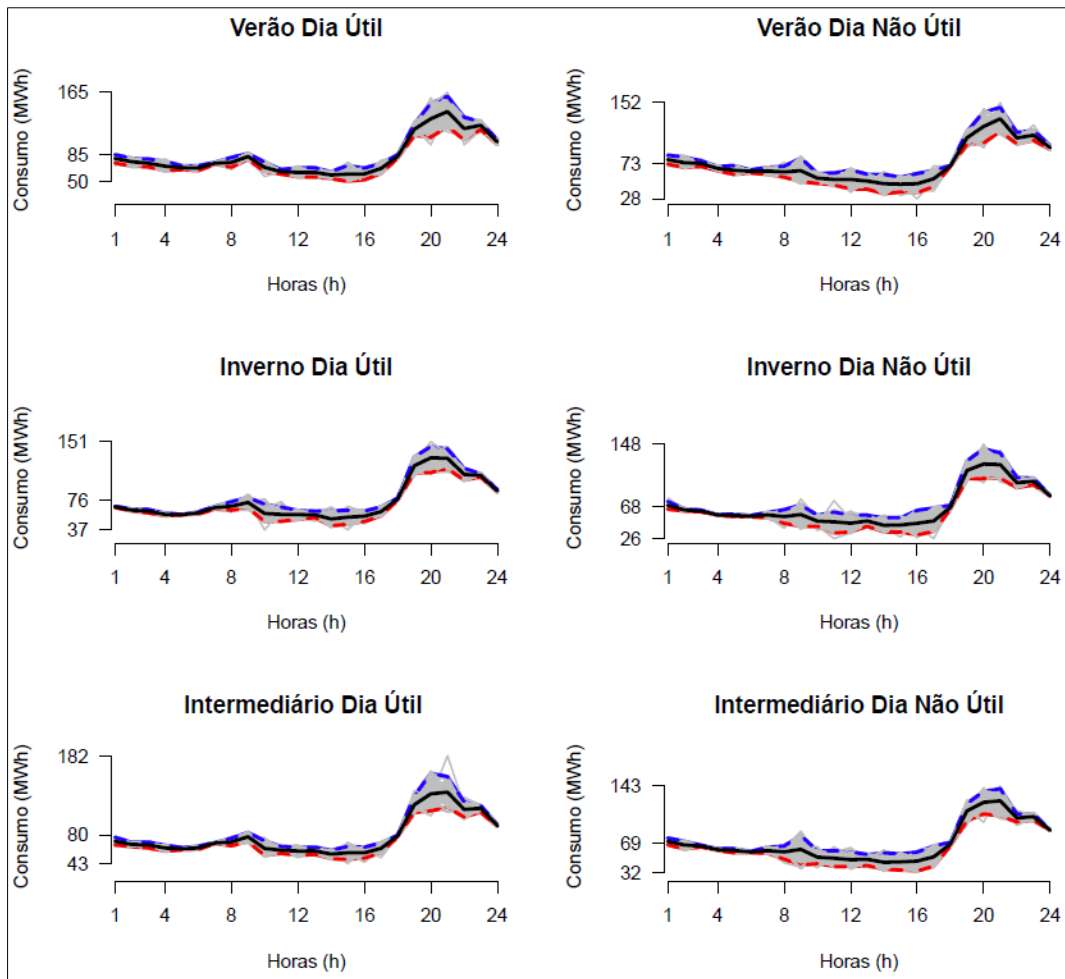 Verão Dia Útil
Consumo (MWh)
165
85
50
1 4 8 12 16 20 24
Horas (h)
Verão Dia Não Útil
Consumo (MWh)
152
73
28
1 4 8 12 16 20 24
Horas (h)
Inverno Dia Útil
Consumo (MWh)
151
76
37
1 4 8 12 16 20 24
Horas (h)
Inverno Dia Não Útil
Consumo (MWh)
148
68
26
1 4 8 12 16 20 24
Horas (h)
Intermediário Dia Útil
Consumo (MWh)
182
80
43
1 4 8 12 16 20 24
Horas (h)
Intermediário Dia Não Útil
Consumo (MWh)
143
69
32
1 4 8 12 16 20 24
Horas (h)